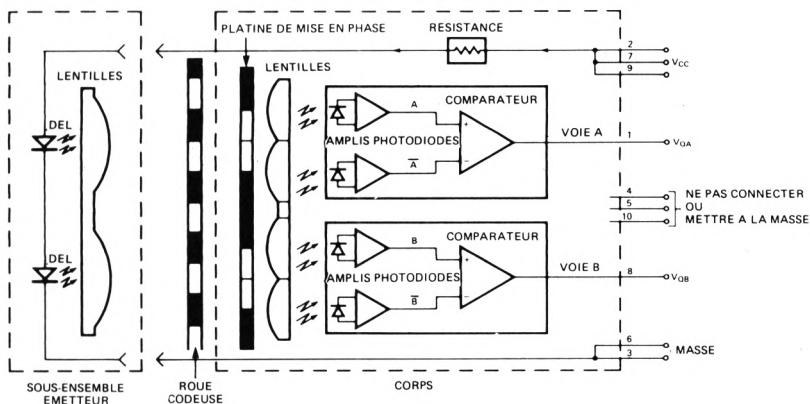 PLATINE DE MISE EN PHASE
RESISTANCE
2
7
VCC
9
LENTILLES
LENTILLES
DEL
A
COMPARATEUR
+
AMPLIS PHOTODIODES
VOIE A
1
VOA
A̅
−
4
NE PAS CONNECTER
5
OU
10
METTRE A LA MASSE
DEL
B
COMPARATEUR
+
AMPLIS PHOTODIODES
VOIE B
8
VOB
B̅
−
6
MASSE
3
SOUS-ENSEMBLE
EMETTEUR
ROUE
CODEUSE
CORPS